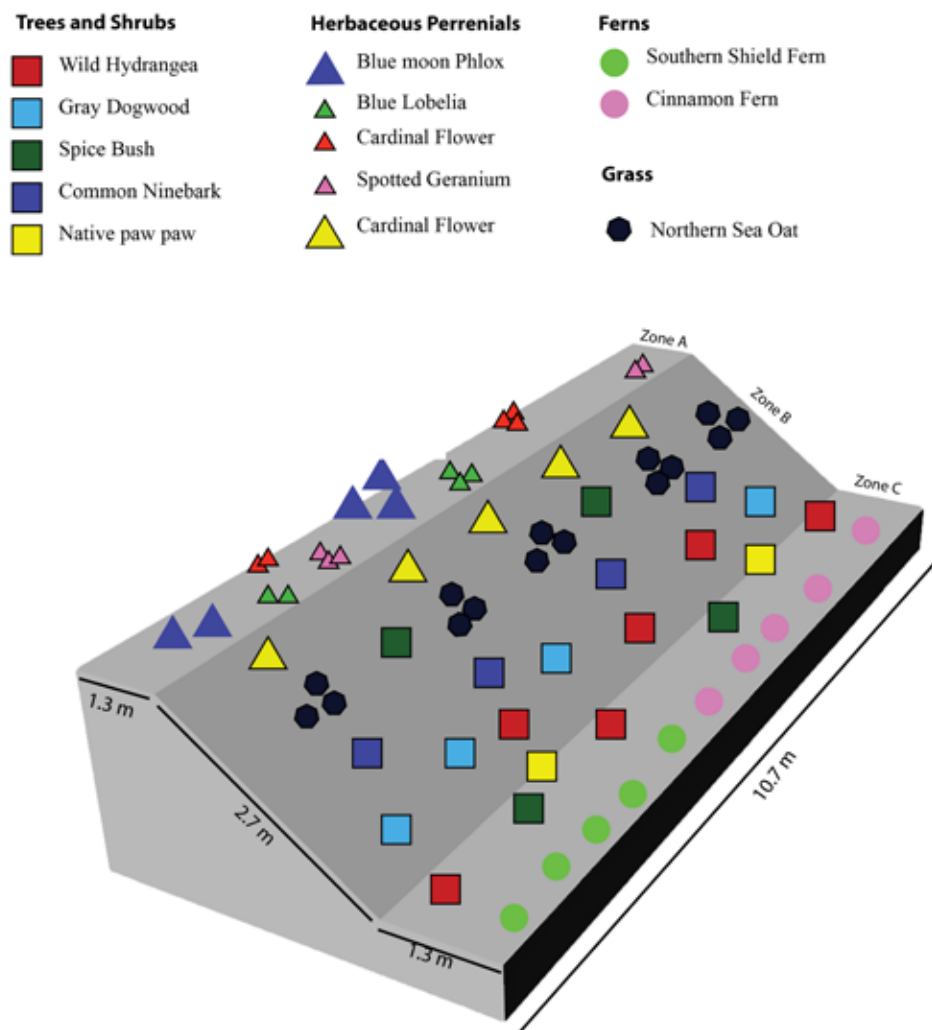 Trees and Shrubs
Wild Hydrangea
Gray Dogwood
Spice Bush
Common Ninebark
Native paw paw
Herbaceous Perrenials
Blue moon Phlox
Blue Lobelia
Cardinal Flower
Spotted Geranium
Cardinal Flower
Ferns
Southern Shield Fern
Cinnamon Fern
Grass
Northern Sea Oat
Zone A
Zone B
Zone C
1.3 m
2.7 m
1.3 m
10.7 m